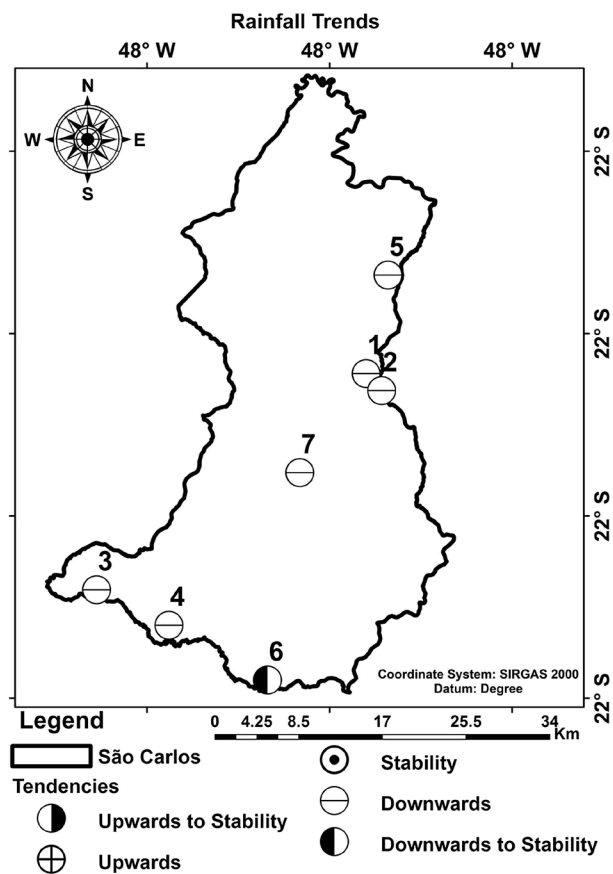 Rainfall Trends
48° W 48° W 48° W
N
W E
S
22° S
22° S
22° S
22° S
5
1
2
7
3
4
6
Coordinate System: SIRGAS 2000
Datum: Degree
Legend
0 4.25 8.5 17 25.5 34
Km
São Carlos
Tendencies
Upwards to Stability
Upwards
Stability
Downwards
Downwards to Stability